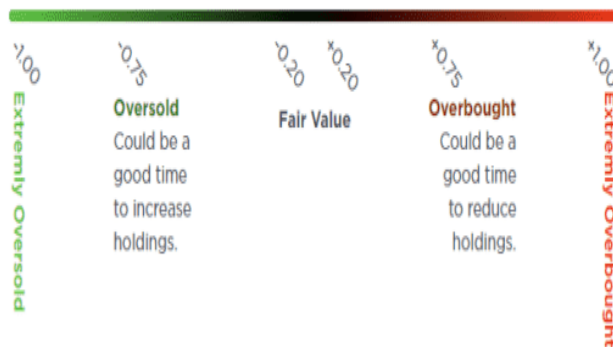 -1.00
-0.75
-0.20
+0.20
+0.75
+1.00
Extremly Oversold
Oversold
Could be a
good time
to increase
holdings.
Fair Value
Overbought
Could be a
good time
to reduce
holdings.
Extremly Overbought